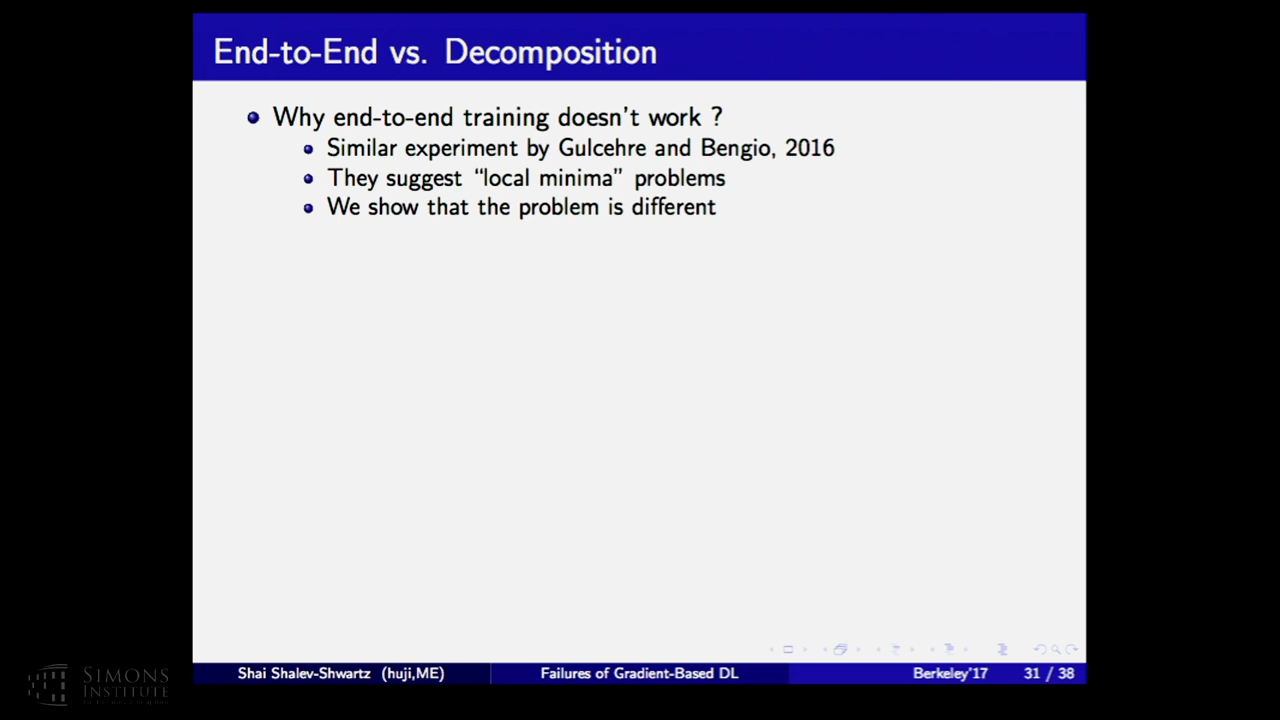 End-to-End vs. Decomposition
Why end-to-end training doesn't work ?
Similar experiment by Gulcehre and Bengio, 2016
They suggest “local minima” problems
We show that the problem is different
Shai Shalev-Shwartz (huji,ME)
Failures of Gradient-Based DL
Berkeley'17
31 / 38
SIMONS
INSTITUTE